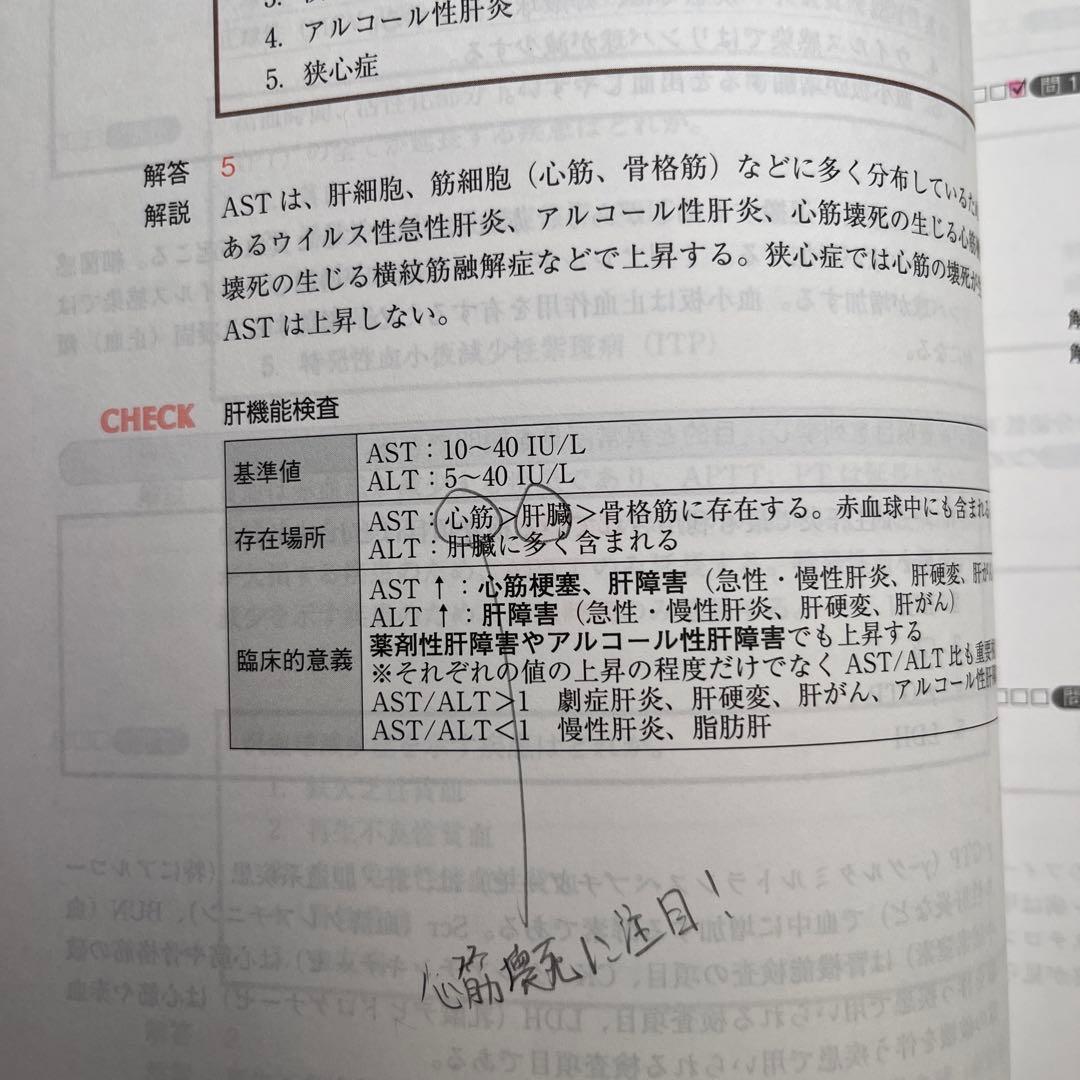 4. アルコール性肝炎
5. 狭心症
問1
解答 5
解説 ASTは、肝細胞、筋細胞（心筋、骨格筋）などに多く分布しているため
あるウイルス性急性肝炎、アルコール性肝炎、心筋壊死の生じる心筋
壊死の生じる横紋筋融解症などで上昇する。狭心症では心筋の壊死が
ASTは上昇しない。
CHECK 肝機能検査
基準値
AST：10〜40 IU/L
ALT：5〜40 IU/L
存在場所
AST：心筋＞肝臓＞骨格筋に存在する。赤血球中にも含まれる
ALT：肝臓に多く含まれる
臨床的意義
AST ↑：心筋梗塞、肝障害（急性・慢性肝炎、肝硬変、肝がん
ALT ↑：肝障害（急性・慢性肝炎、肝硬変、肝がん）
薬剤性肝障害やアルコール性肝障害でも上昇する
※それぞれの値の上昇の程度だけでなくAST/ALT比も重要
AST/ALT＞1 劇症肝炎、肝硬変、肝がん、アルコール性肝
AST/ALT＜1 慢性肝炎、脂肪肝
心筋壊死に注目！